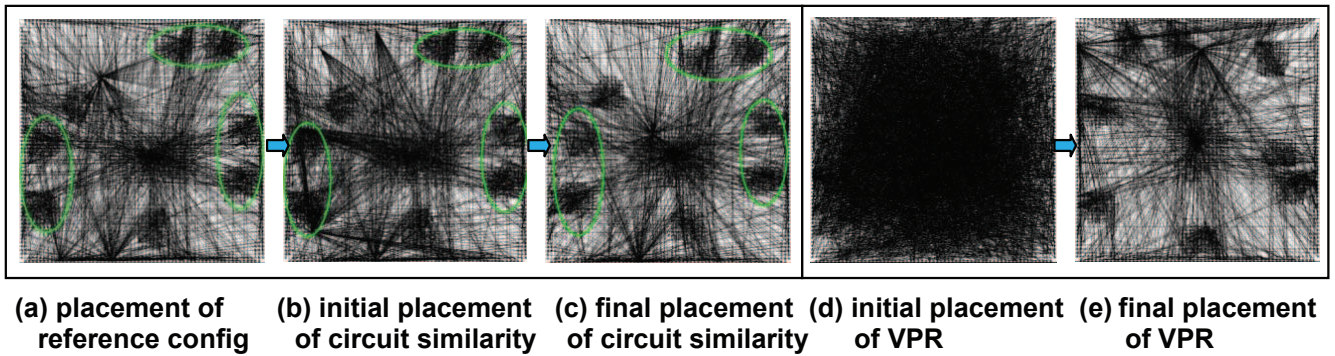 (a) placement of
reference config
(b) initial placement
of circuit similarity
(c) final placement
of circuit similarity
(d) initial placement
of VPR
(e) final placement
of VPR